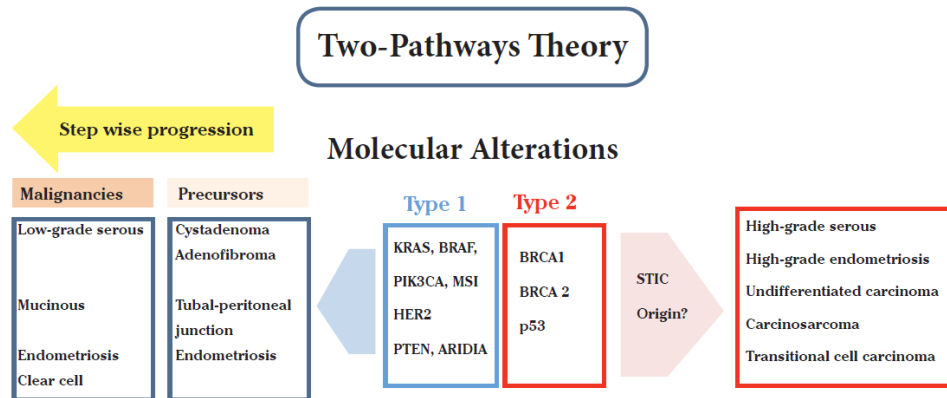 Two-Pathways Theory
Step wise progression
Molecular Alterations
Malignancies
Precursors
Type 1
Type 2
Low-grade serous
Mucinous
Endometriosis
Clear cell
Cystadenoma
Adenofibroma
Tubal-peritoneal
junction
Endometriosis
KRAS, BRAF,
PIK3CA, MSI
HER2
PTEN, ARIDIA
BRCA1
BRCA 2
p53
STIC
Origin?
High-grade serous
High-grade endometriosis
Undifferentiated carcinoma
Carcinosarcoma
Transitional cell carcinoma